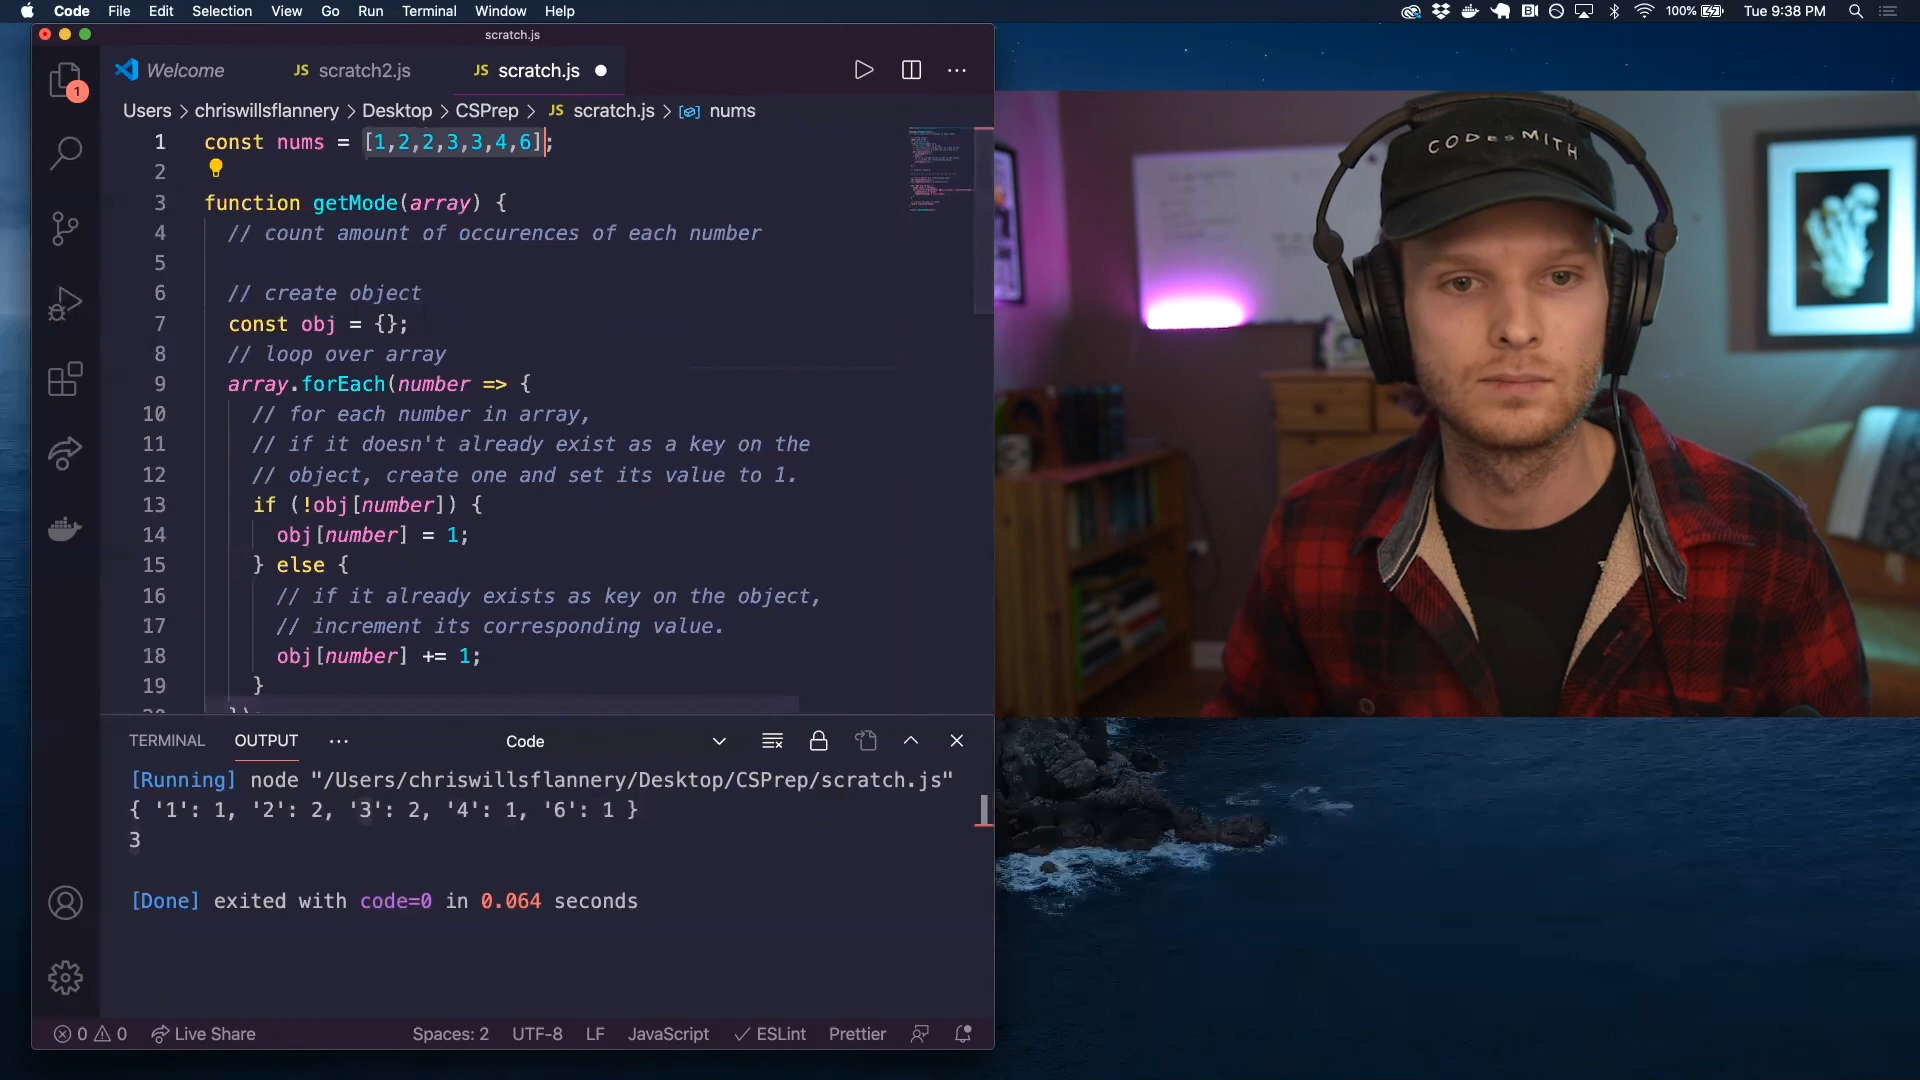 Code File Edit Selection View Go Run Terminal Window Help 100% Tue 9:38 PM
scratch.js
Welcome JS scratch2.js JS scratch.js
Users > chriswillsflannery > Desktop > CSPrep > JS scratch.js > nums
1
1 const nums = [1,2,2,3,3,4,6];
2
3 function getMode(array) {
4 // count amount of occurences of each number
5
6 // create object
7 const obj = {};
8 // loop over array
9 array.forEach(number => {
10 // for each number in array,
11 // if it doesn't already exist as a key on the
12 // object, create one and set its value to 1.
13 if (!obj[number]) {
14 obj[number] = 1;
15 } else {
16 // if it already exists as key on the object,
17 // increment its corresponding value.
18 obj[number] += 1;
19 }
TERMINAL OUTPUT ... Code
[Running] node "/Users/chriswillsflannery/Desktop/CSPrep/scratch.js"
{ '1': 1, '2': 2, '3': 2, '4': 1, '6': 1 }
3
[Done] exited with code=0 in 0.064 seconds
0 0 Live Share Spaces: 2 UTF-8 LF JavaScript ESLint Prettier
CODESMITH